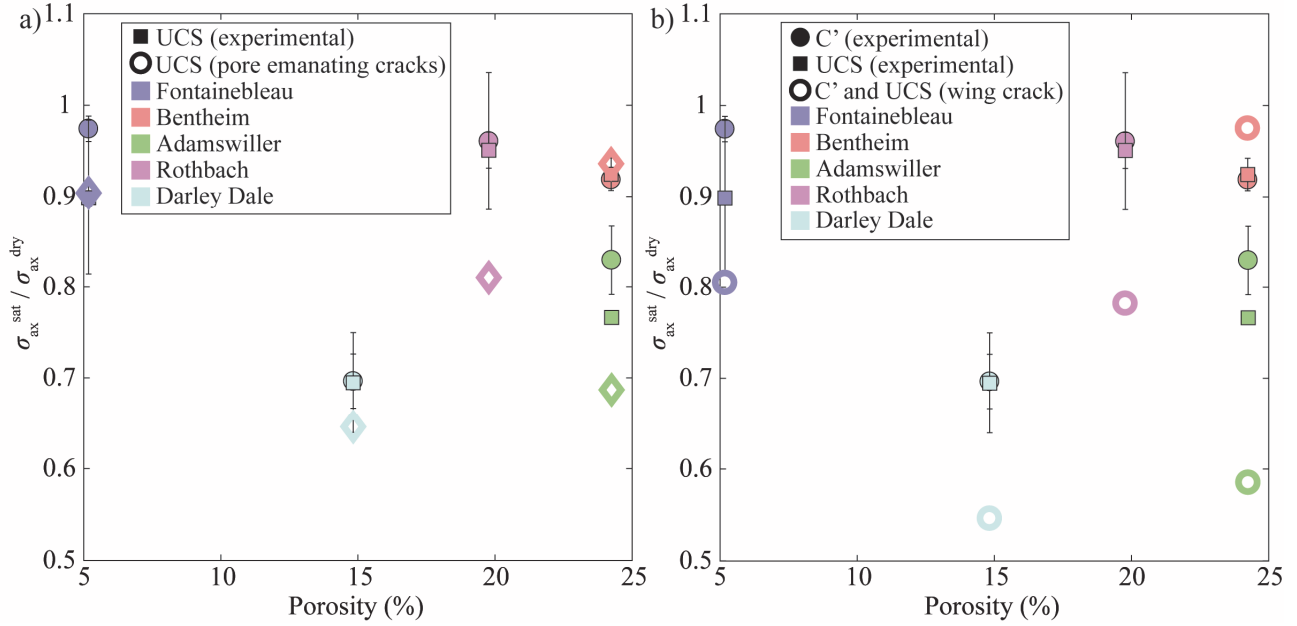 a)
1.1
1
0.9
0.8
0.7
0.6
0.5
σax^sat / σax^dry
UCS (experimental)
UCS (pore emanating cracks)
Fontainebleau
Bentheim
Adamswiller
Rothbach
Darley Dale
5 10 15 20 25
Porosity (%)
b)
1.1
1
0.9
0.8
0.7
0.6
0.5
σax^sat / σax^dry
C' (experimental)
UCS (experimental)
C' and UCS (wing crack)
Fontainebleau
Bentheim
Adamswiller
Rothbach
Darley Dale
5 10 15 20 25
Porosity (%)